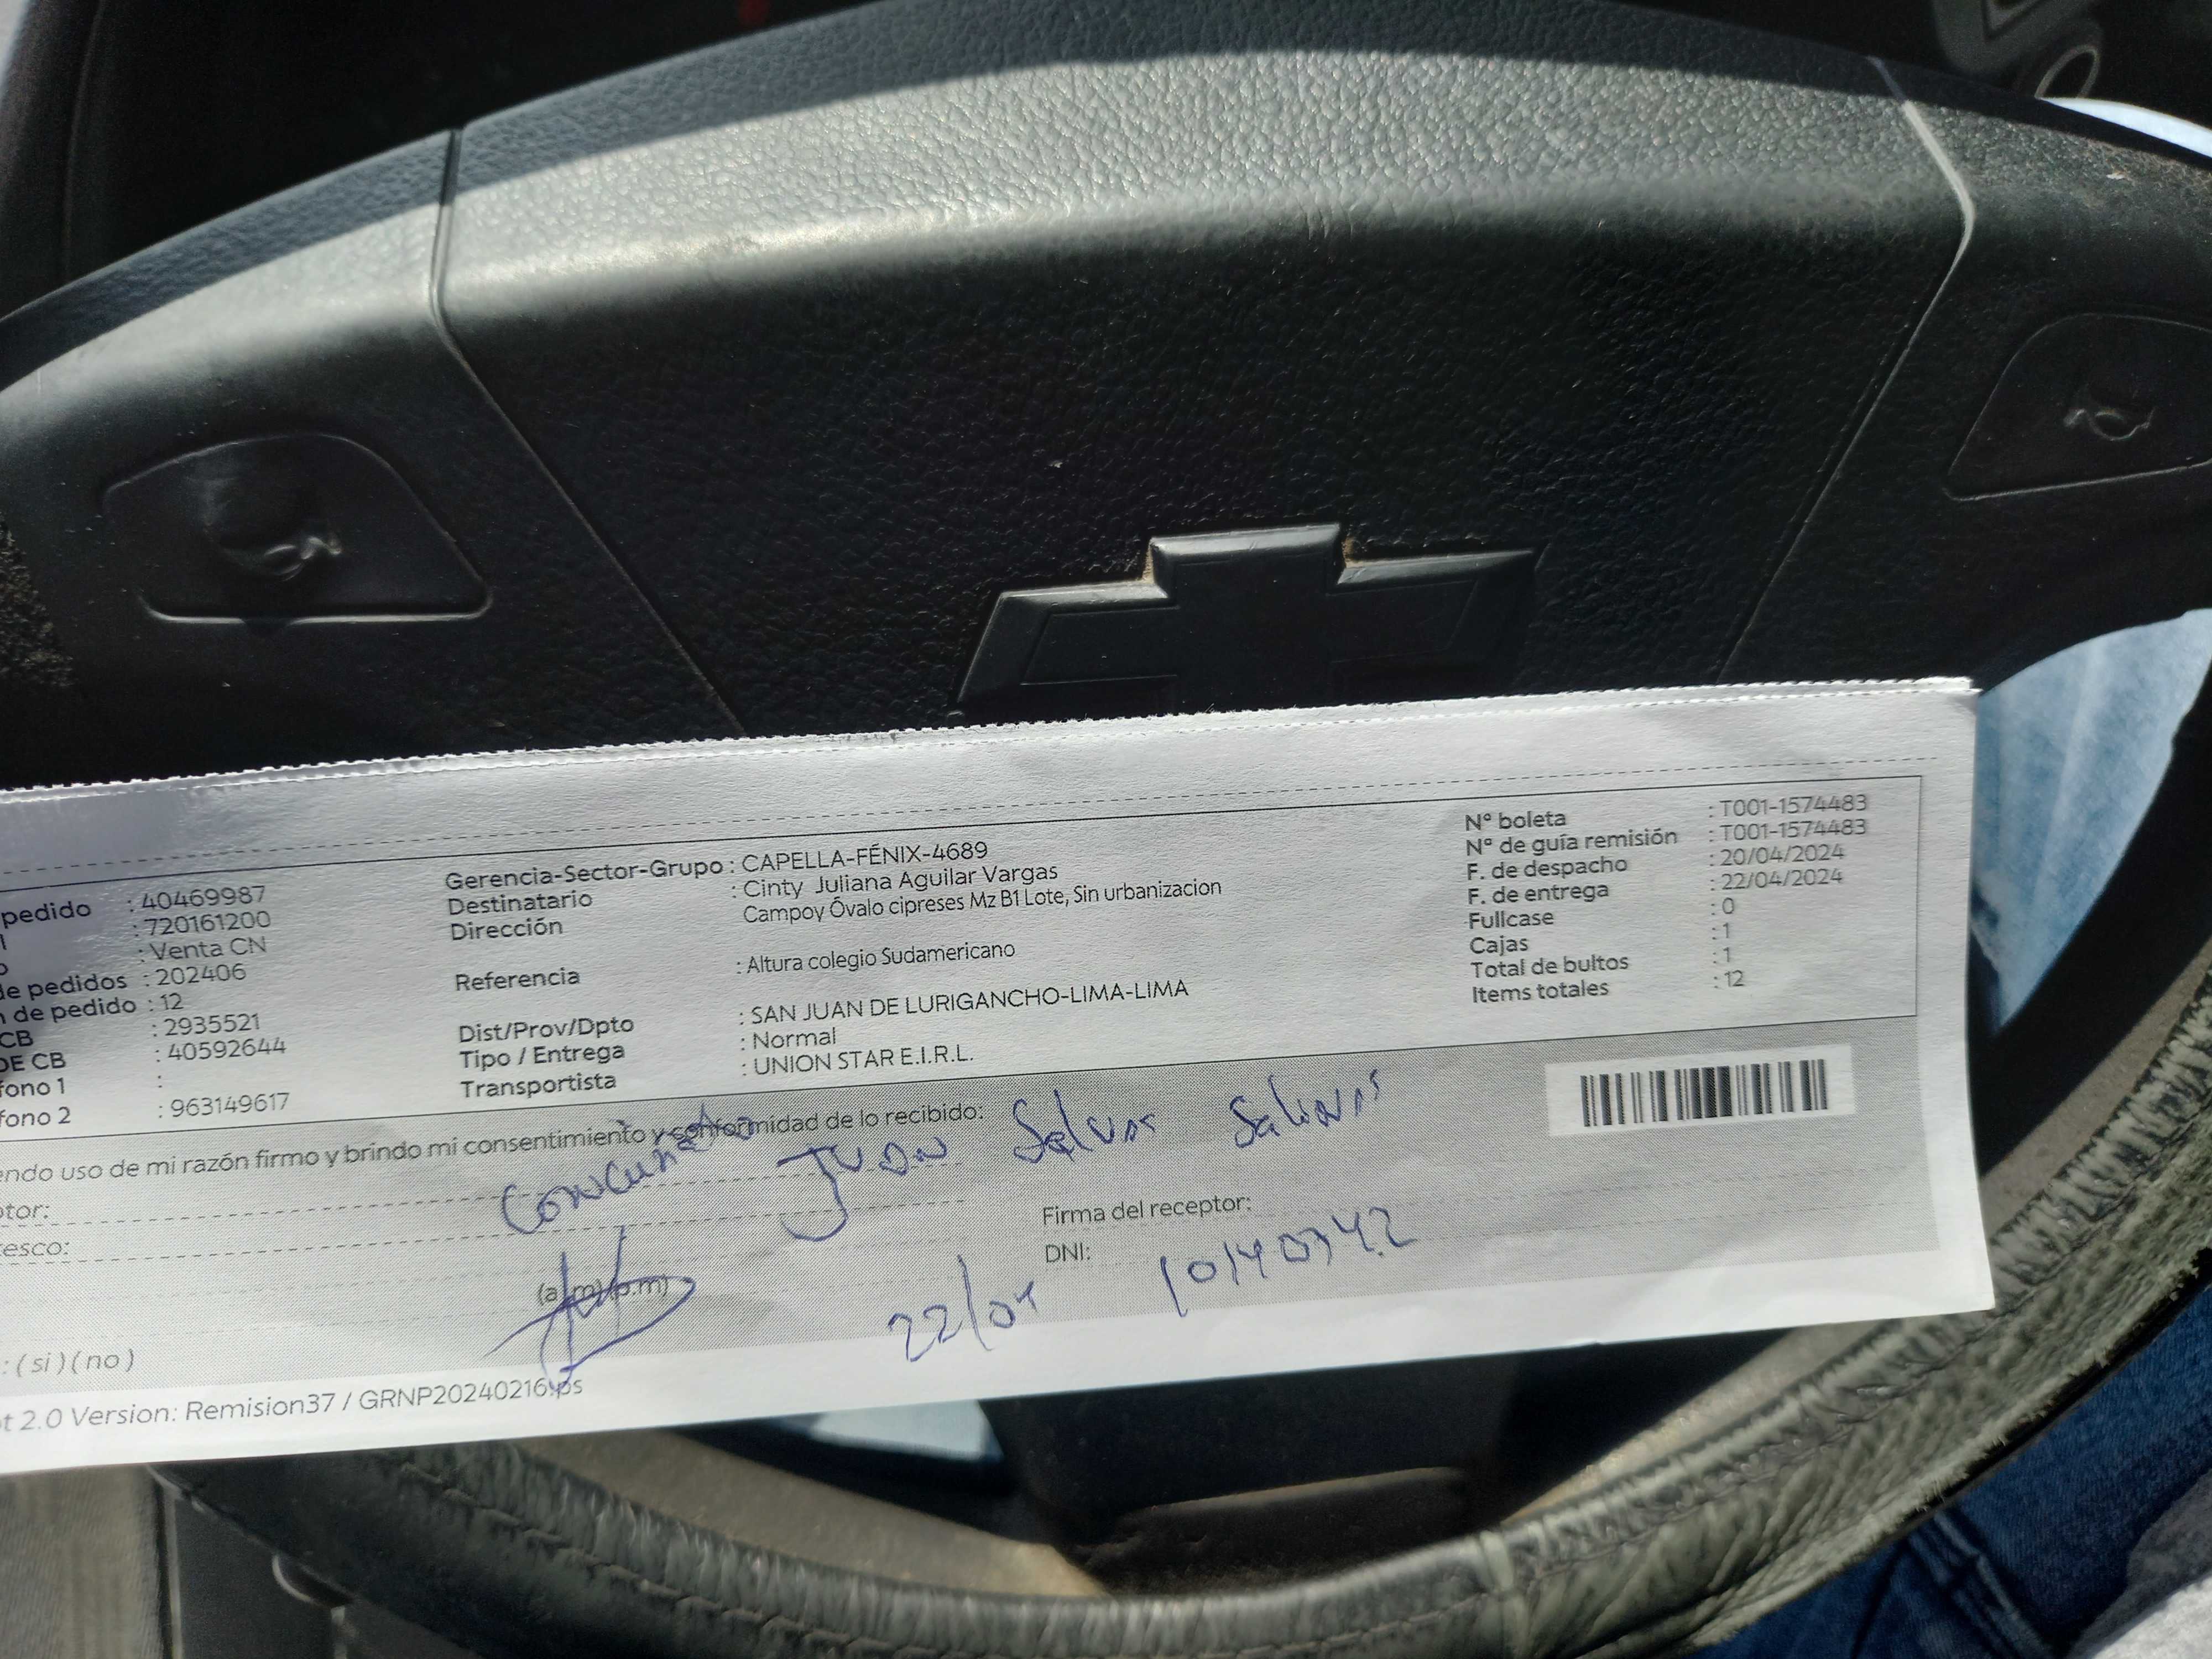 pedido : 40469987
l : 720161200
o : Venta CN
de pedidos : 202406
n de pedido : 12
CB : 2935521
DE CB : 40592644
fono 1 :
fono 2 : 963149617
Gerencia-Sector-Grupo : CAPELLA-FÉNIX-4689
Destinatario : Cinty Juliana Aguilar Vargas
Dirección Campoy Óvalo cipreses Mz B1 Lote, Sin urbanizacion
Referencia : Altura colegio Sudamericano
Dist/Prov/Dpto : SAN JUAN DE LURIGANCHO-LIMA-LIMA
Tipo / Entrega : Normal
Transportista : UNION STAR E.I.R.L.
Nº boleta : T001-1574483
Nº de guía remisión : T001-1574483
F. de despacho : 20/04/2024
F. de entrega : 22/04/2024
Fullcase : 0
Cajas : 1
Total de bultos : 1
Items totales : 12
endo uso de mi razón firmo y brindo mi consentimiento y conformidad de lo recibido:
Juan Salinas
otor:
Firma del receptor:
esco:
DNI:
(a.m) (p.m)
22/04
: (si) (no)
t 2.0 Version: Remision37 / GRNP20240216.ps